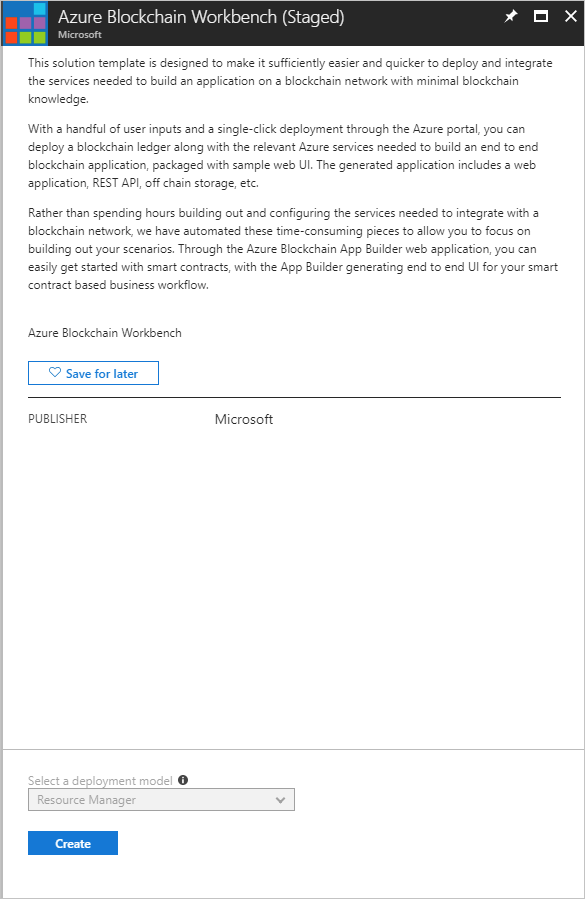 Azure Blockchain Workbench (Staged)
Microsoft
This solution template is designed to make it sufficiently easier and quicker to deploy and integrate
the services needed to build an application on a blockchain network with minimal blockchain
knowledge.
With a handful of user inputs and a single-click deployment through the Azure portal, you can
deploy a blockchain ledger along with the relevant Azure services needed to build an end to end
blockchain application, packaged with sample web UI. The generated application includes a web
application, REST API, off chain storage, etc.
Rather than spending hours building out and configuring the services needed to integrate with a
blockchain network, we have automated these time-consuming pieces to allow you to focus on
building out your scenarios. Through the Azure Blockchain App Builder web application, you can
easily get started with smart contracts, with the App Builder generating end to end UI for your smart
contract based business workflow.
Azure Blockchain Workbench
Save for later
PUBLISHER Microsoft
Select a deployment model
Resource Manager
Create